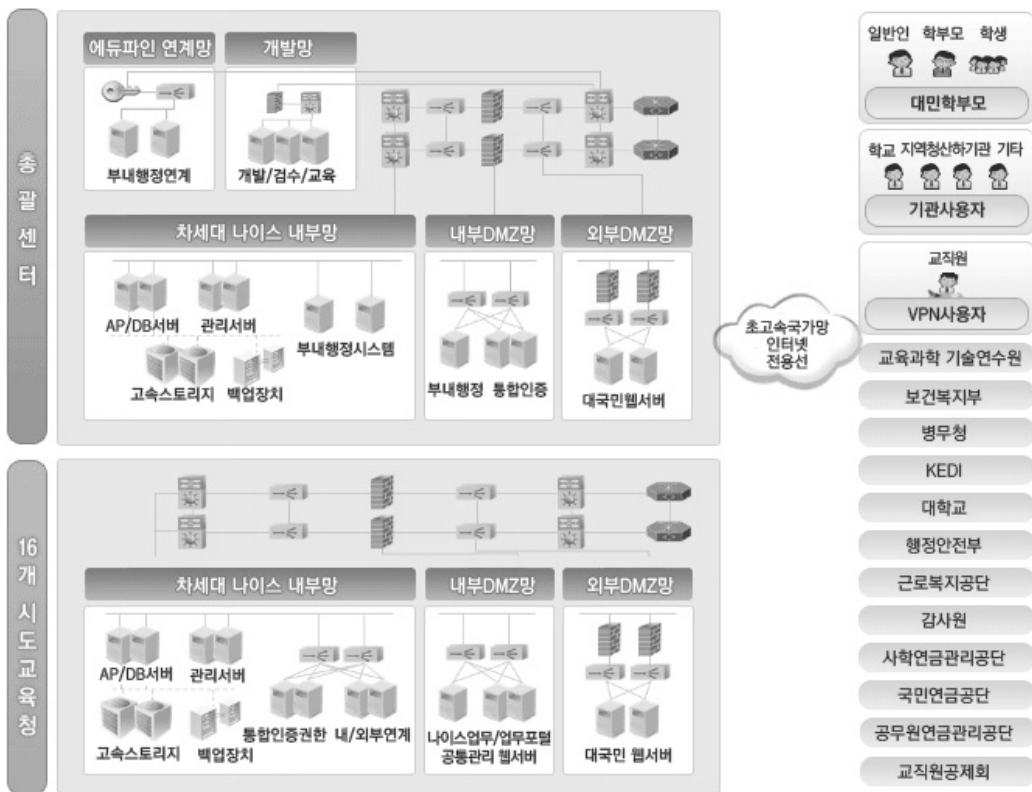 총괄센터
에듀파인 연계망
개발망
부내행정연계
개발/검수/교육
차세대 나이스 내부망
내부DMZ망
외부DMZ망
AP/DB서버
관리서버
부내행정시스템
고속스토리지
백업장치
부내행정
통합인증
대국민웹서버
16개 시도교육청
차세대 나이스 내부망
내부DMZ망
외부DMZ망
AP/DB서버
관리서버
고속스토리지
백업장치
통합인증권한
내/외부연계
나이스업무/업무포털
공통관리 웹서버
대국민 웹서버
초고속국가망
인터넷
전용선
일반인 학부모 학생
대민학부모
학교 지역청산하기관 기타
기관사용자
교직원
VPN사용자
교육과학 기술연수원
보건복지부
병무청
KEDI
대학교
행정안전부
근로복지공단
감사원
사학연금관리공단
국민연금공단
공무원연금관리공단
교직원공제회